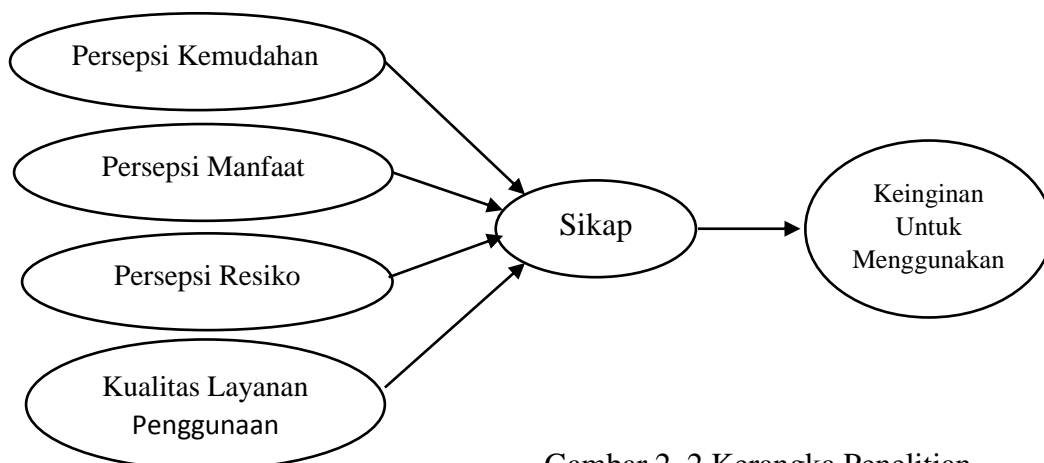 Persepsi Kemudahan
Persepsi Manfaat
Persepsi Resiko
Kualitas Layanan
Penggunaan
Sikap
Keinginan
Untuk
Menggunakan
Gambar 2. 2 Kerangka Penelitian